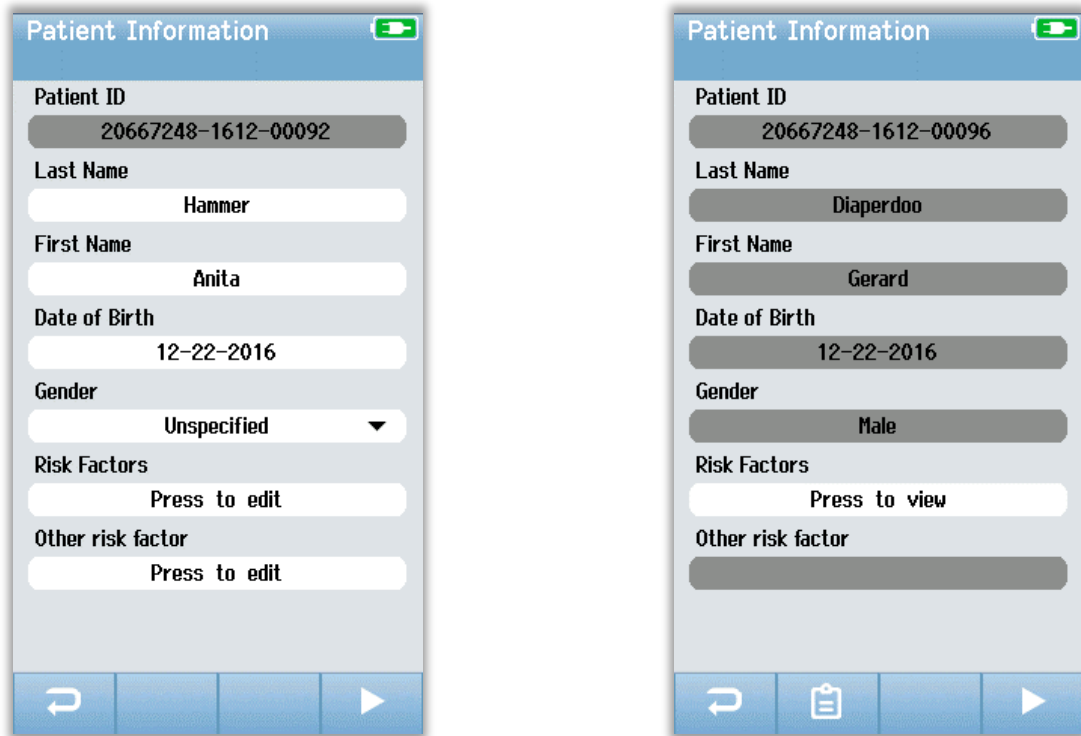 Patient Information
Patient ID
20667248-1612-00092
Last Name
Hammer
First Name
Anita
Date of Birth
12-22-2016
Gender
Unspecified
Risk Factors
Press to edit
Other risk factor
Press to edit
Patient Information
Patient ID
20667248-1612-00096
Last Name
Diaperdoo
First Name
Gerard
Date of Birth
12-22-2016
Gender
Male
Risk Factors
Press to view
Other risk factor